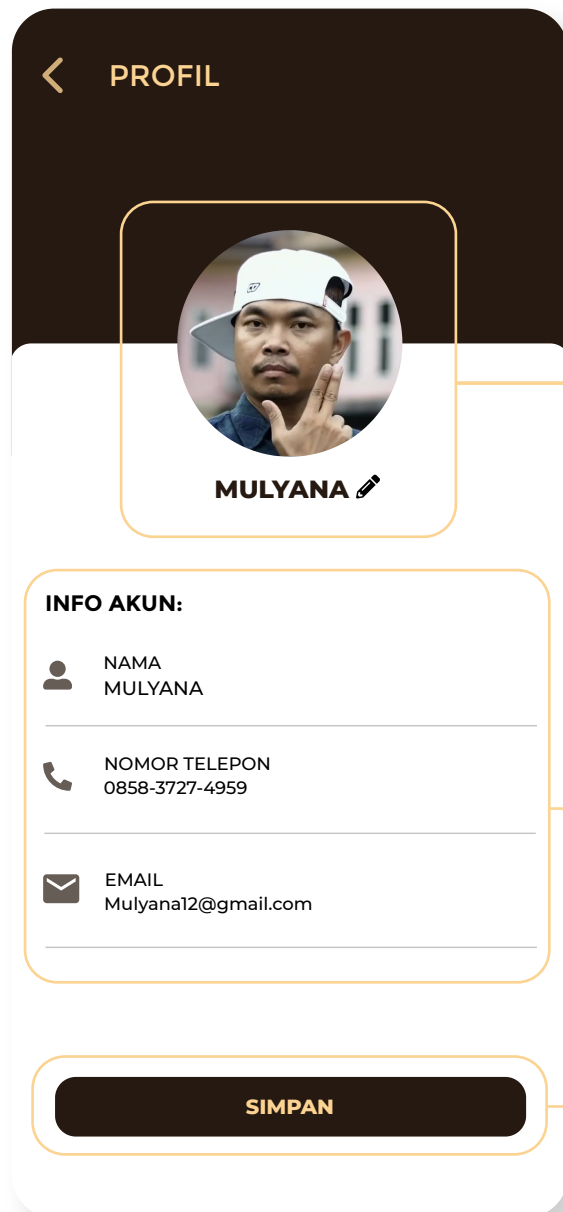 PROFIL
MULYANA
INFO AKUN:
NAMA
MULYANA
NOMOR TELEPON
0858-3727-4959
EMAIL
Mulyana12@gmail.com
SIMPAN